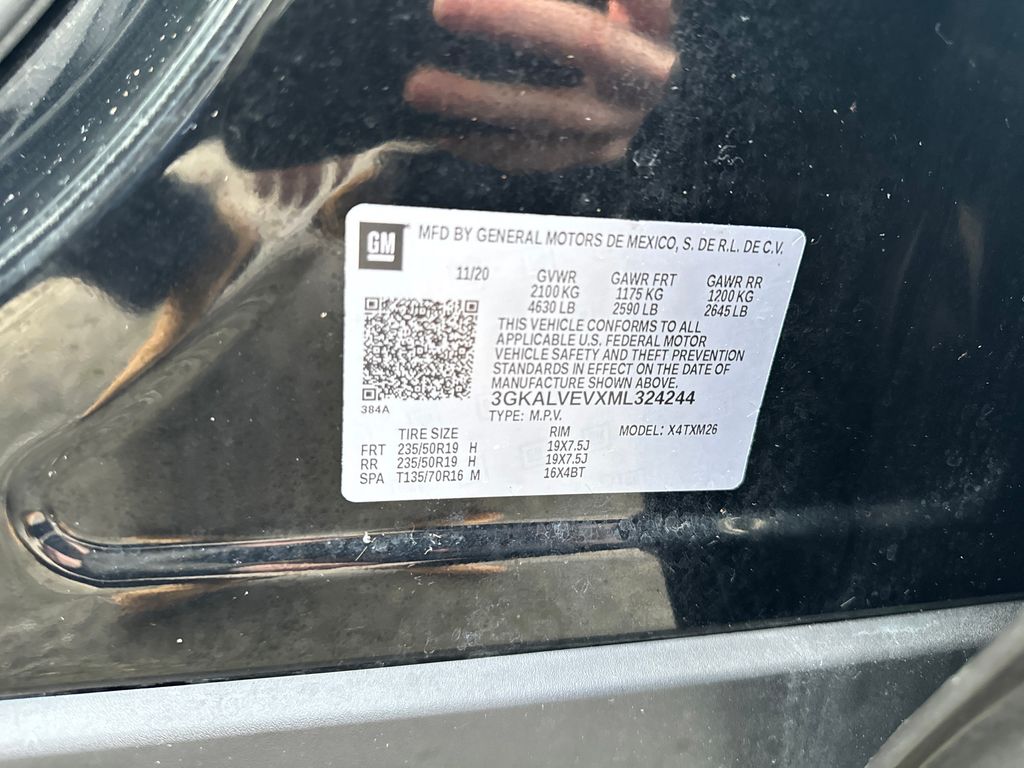 GM MFD BY GENERAL MOTORS DE MEXICO, S. DE R.L. DE C.V.
11/20 GVWR GAWR FRT GAWR RR
2100 KG 1175 KG 1200 KG
4630 LB 2590 LB 2645 LB
THIS VEHICLE CONFORMS TO ALL
APPLICABLE U.S. FEDERAL MOTOR
VEHICLE SAFETY AND THEFT PREVENTION
STANDARDS IN EFFECT ON THE DATE OF
MANUFACTURE SHOWN ABOVE.
3GKALVEVXML324244
384A
TYPE: M.P.V.
TIRE SIZE RIM MODEL: X4TXM26
FRT 235/50R19 H 19X7.5J
RR 235/50R19 H 19X7.5J
SPA T135/70R16 M 16X4BT